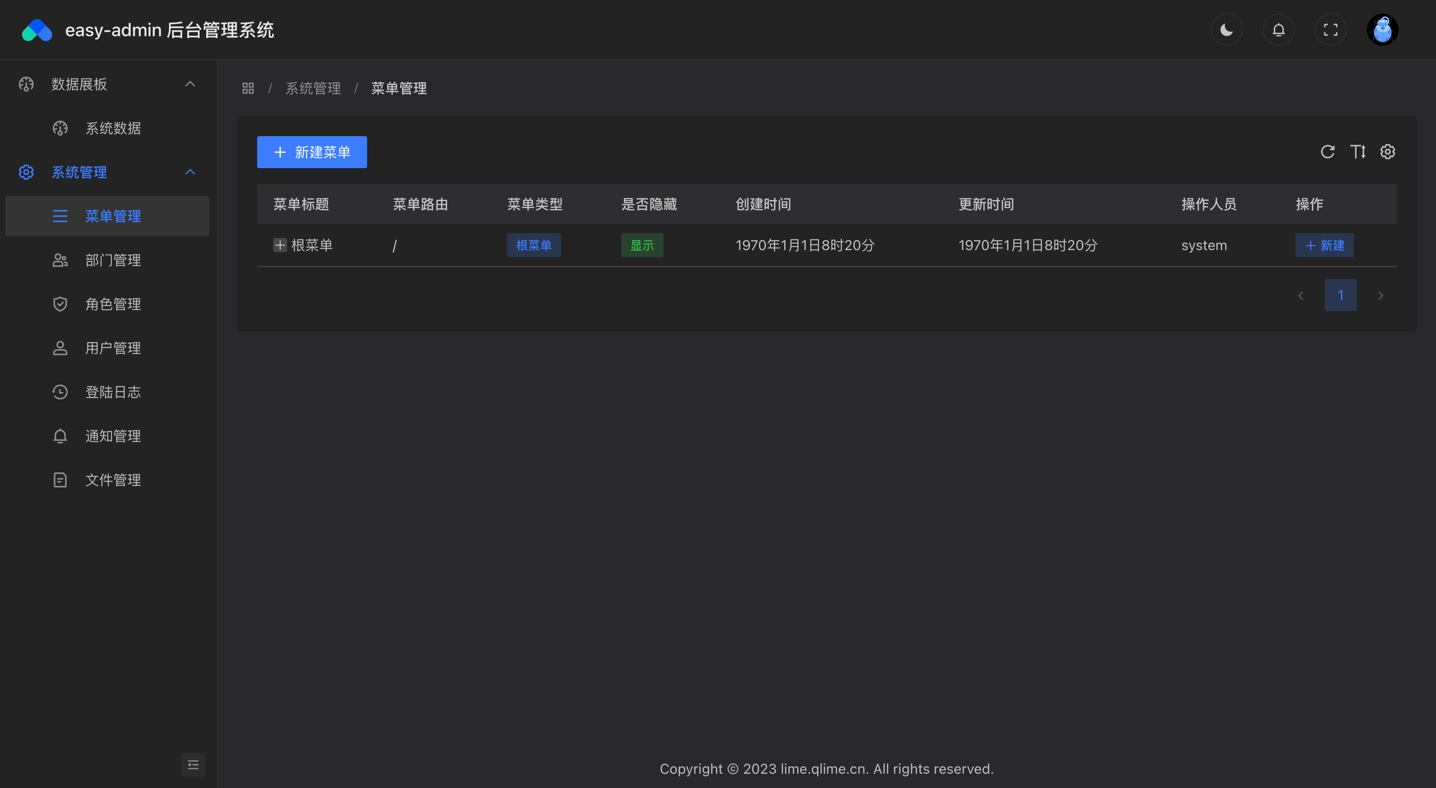 easy-admin 后台管理系统
数据展板
系统数据
系统管理
菜单管理
部门管理
角色管理
用户管理
登陆日志
通知管理
文件管理
/ 系统管理 / 菜单管理
新建菜单
菜单标题 菜单路由 菜单类型 是否隐藏 创建时间 更新时间 操作人员 操作
根菜单 / 根菜单 显示 1970年1月1日8时20分 1970年1月1日8时20分 system 新建
1
Copyright © 2023 lime.qlime.cn. All rights reserved.